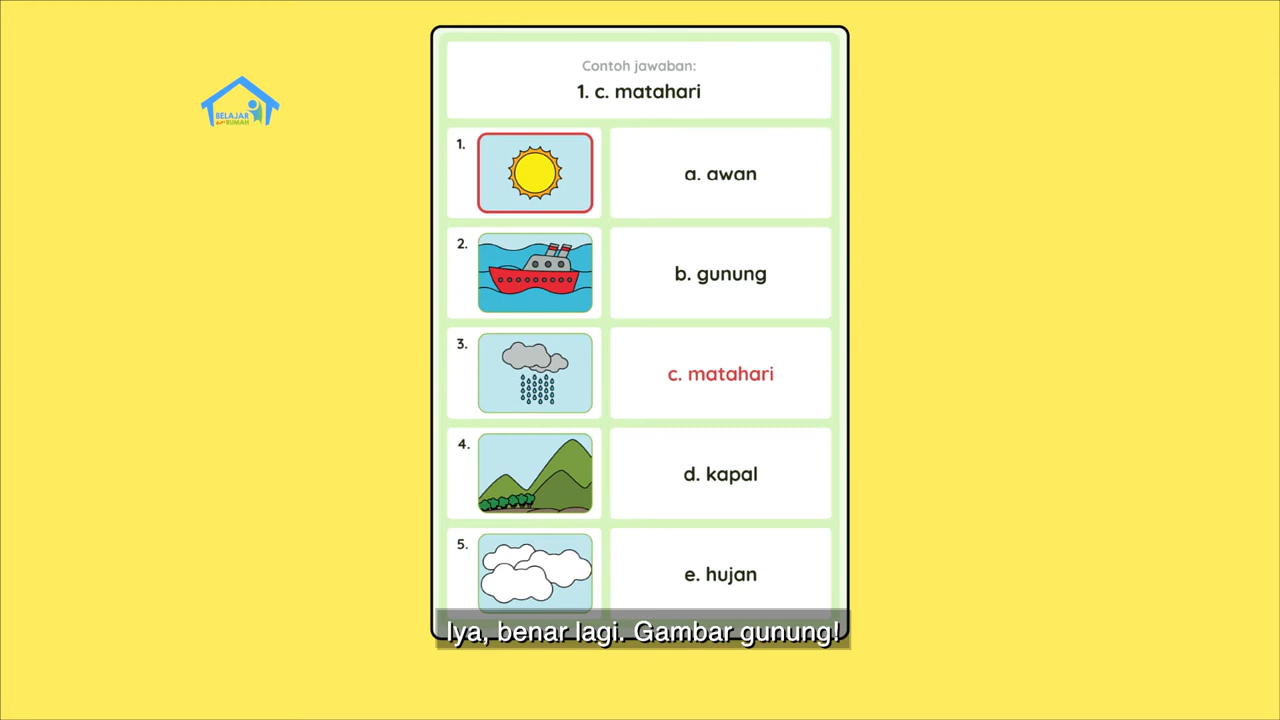 BELAJAR
dari RUMAH
Contoh jawaban:
1. c. matahari
1.
a. awan
2.
b. gunung
3.
c. matahari
4.
d. kapal
5.
e. hujan
Iya, benar lagi. Gambar gunung!